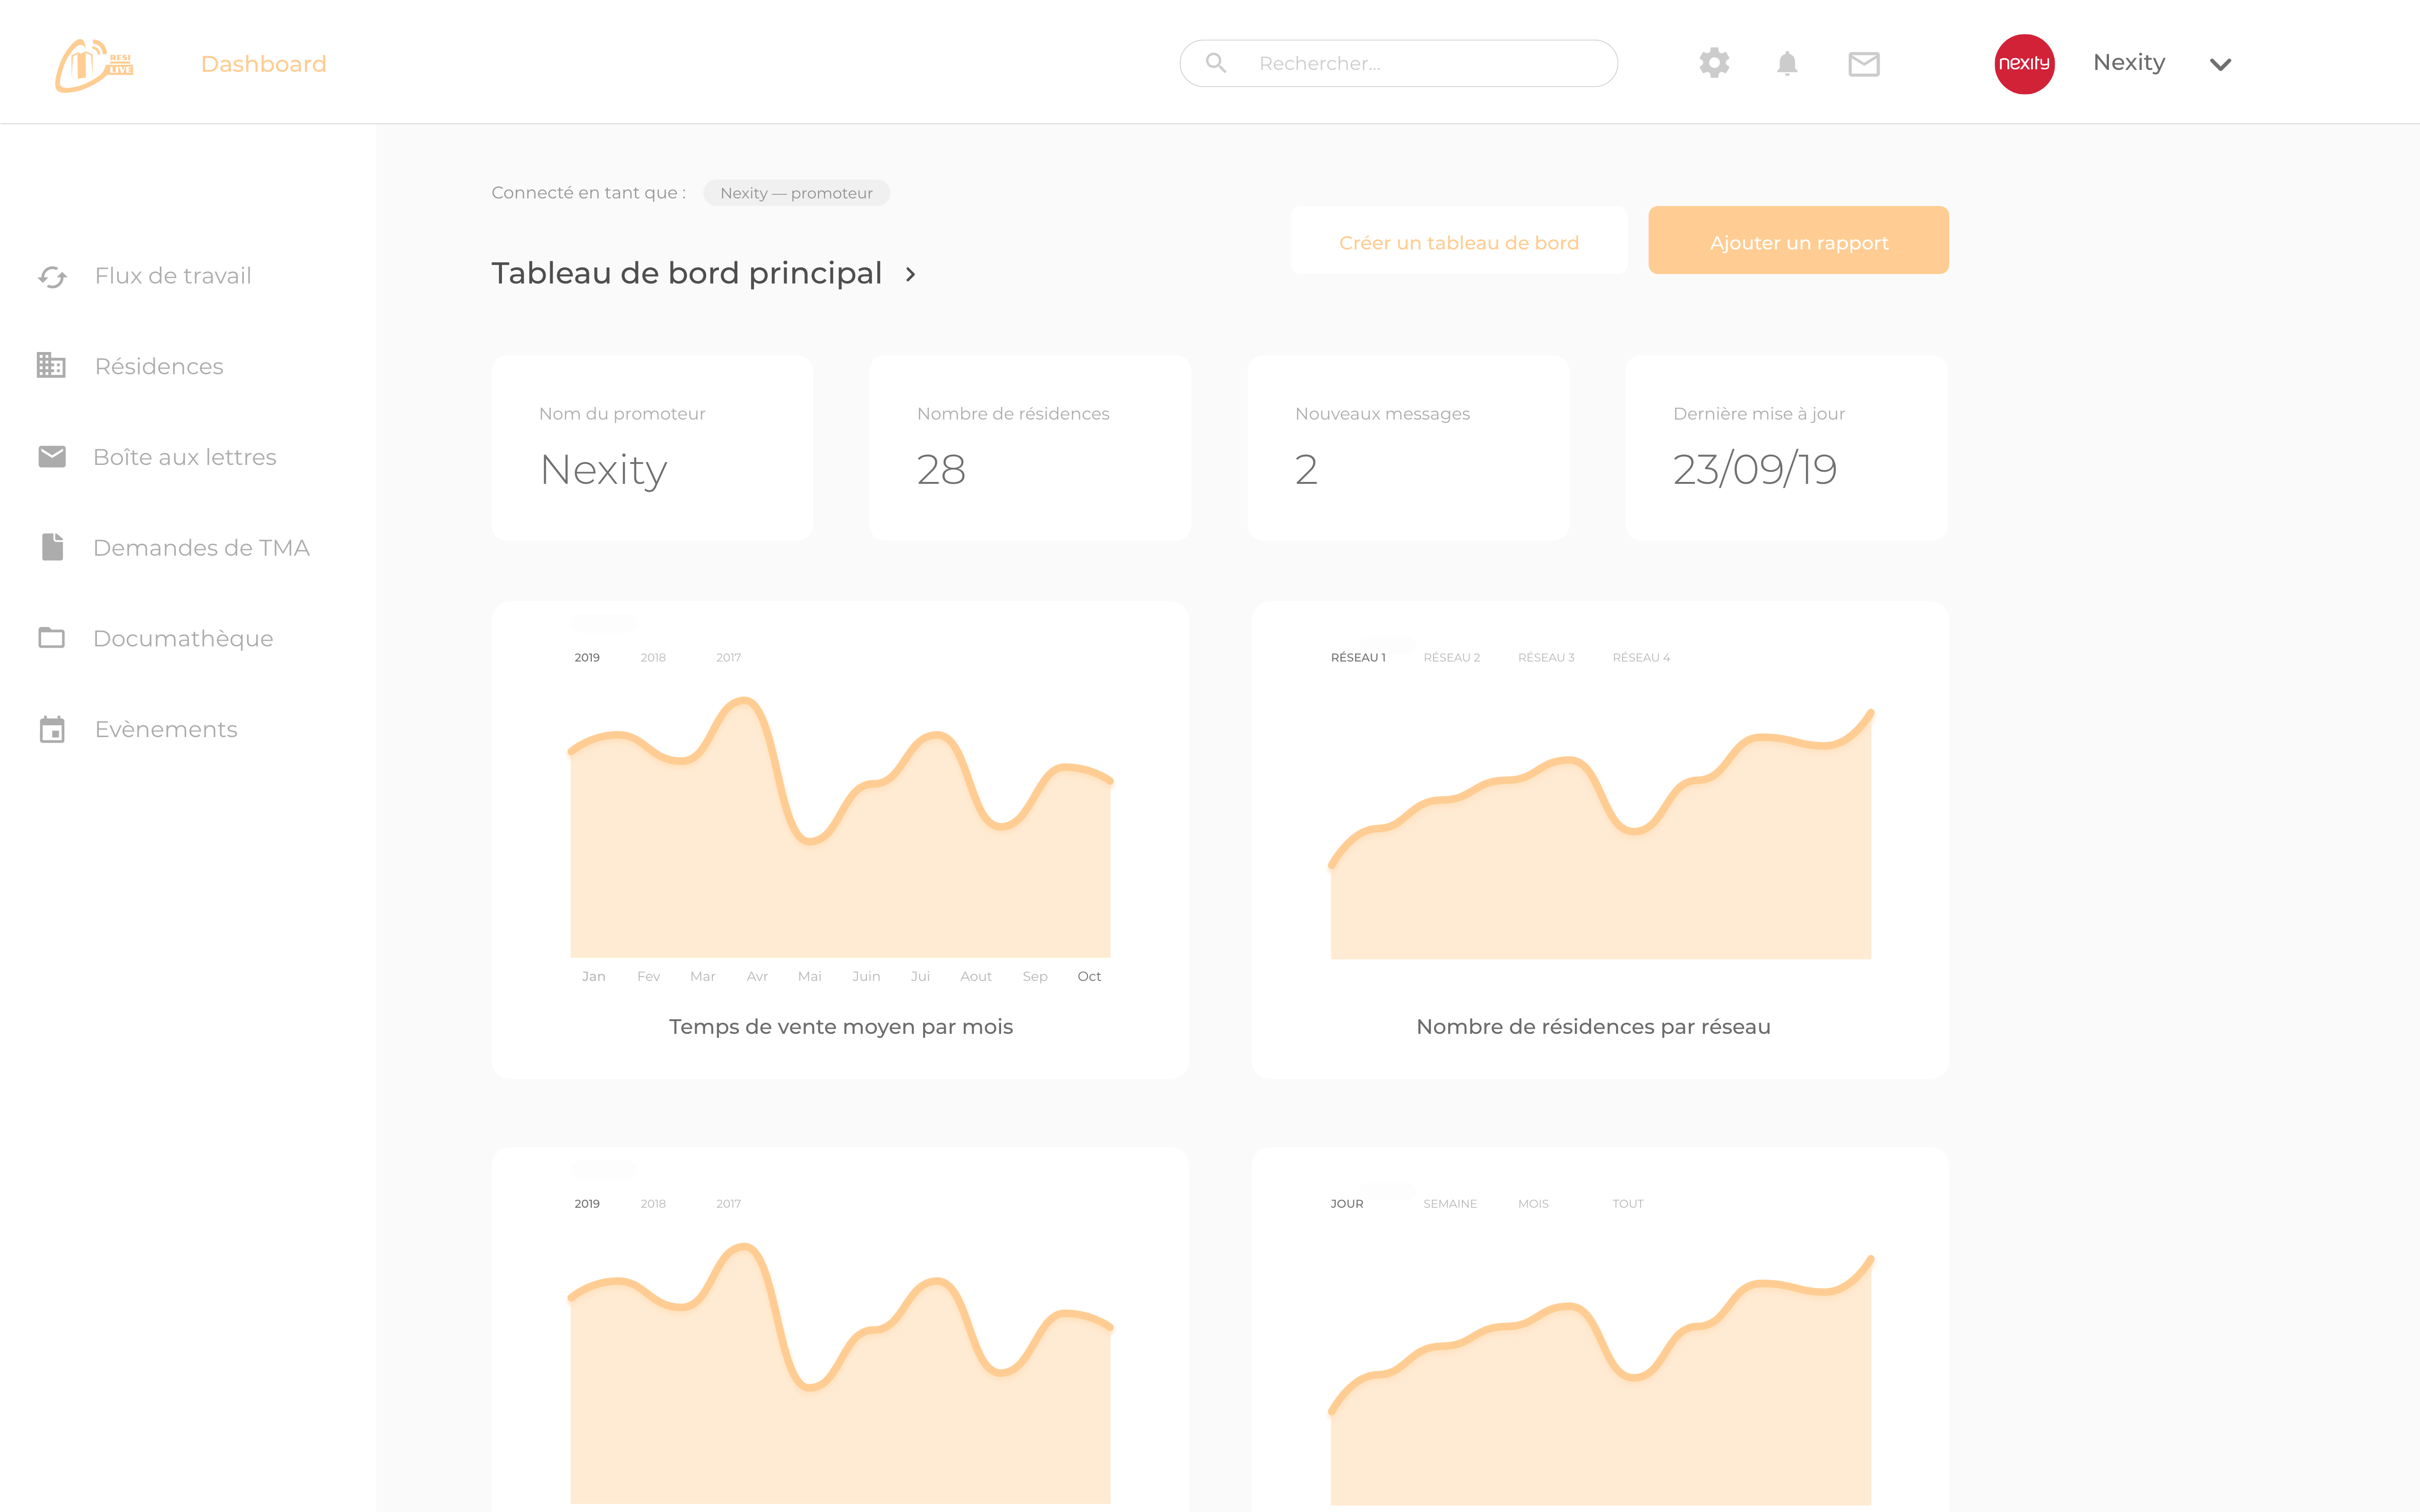 RESI
LIVE
Dashboard
Rechercher...
nexity
Nexity
Connecté en tant que :
Nexity — promoteur
Créer un tableau de bord
Ajouter un rapport
Tableau de bord principal
Flux de travail
Résidences
Boîte aux lettres
Demandes de TMA
Documathèque
Evènements
Nom du promoteur
Nexity
Nombre de résidences
28
Nouveaux messages
2
Dernière mise à jour
23/09/19
2019 2018 2017
Jan Fev Mar Avr Mai Juin Jui Aout Sep Oct
Temps de vente moyen par mois
RÉSEAU 1 RÉSEAU 2 RÉSEAU 3 RÉSEAU 4
Nombre de résidences par réseau
2019 2018 2017
JOUR SEMAINE MOIS TOUT